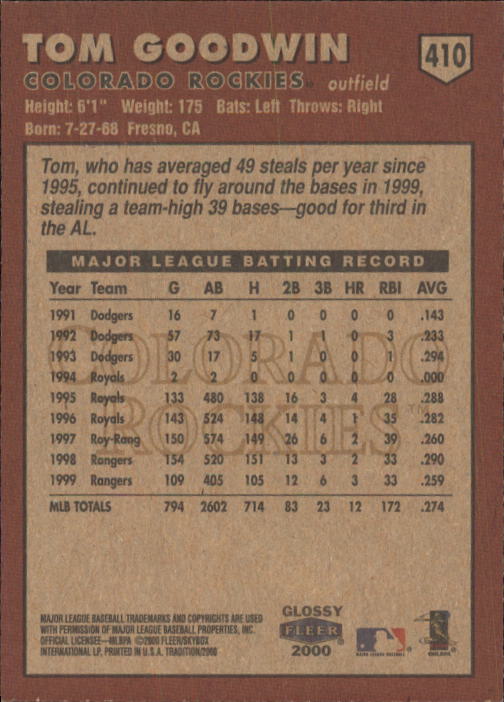 TOM GOODWIN
410
COLORADO ROCKIES outfield
Height: 6'1" Weight: 175 Bats: Left Throws: Right
Born: 7-27-68 Fresno, CA
Tom, who has averaged 49 steals per year since
1995, continued to fly around the bases in 1999,
stealing a team-high 39 bases—good for third in
the AL.
MAJOR LEAGUE BATTING RECORD
Year Team G AB H 2B 3B HR RBI AVG
1991 Dodgers 16 7 1 0 0 0 0 .143
1992 Dodgers 57 73 17 1 1 0 3 .233
1993 Dodgers 30 17 5 1 0 0 1 .294
1994 Royals 2 2 0 0 0 0 0 .000
1995 Royals 133 480 138 16 3 4 28 .288
1996 Royals 143 524 148 14 4 1 35 .282
1997 Roy-Rang 150 574 149 26 6 2 39 .260
1998 Rangers 154 520 151 13 3 2 33 .290
1999 Rangers 109 405 105 12 6 3 33 .259
MLB TOTALS 794 2602 714 83 23 12 172 .274
COLORADO
ROCKIES
MAJOR LEAGUE BASEBALL TRADEMARKS AND COPYRIGHTS ARE USED
WITH PERMISSION OF MAJOR LEAGUE BASEBALL PROPERTIES, INC.
OFFICIAL LICENSEE—MLBPA ©2000 FLEER/SKYBOX
INTERNATIONAL LP, PRINTED IN U.S.A. TRADITION/2000
GLOSSY
FLEER
2000
MAJOR LEAGUE BASEBALL